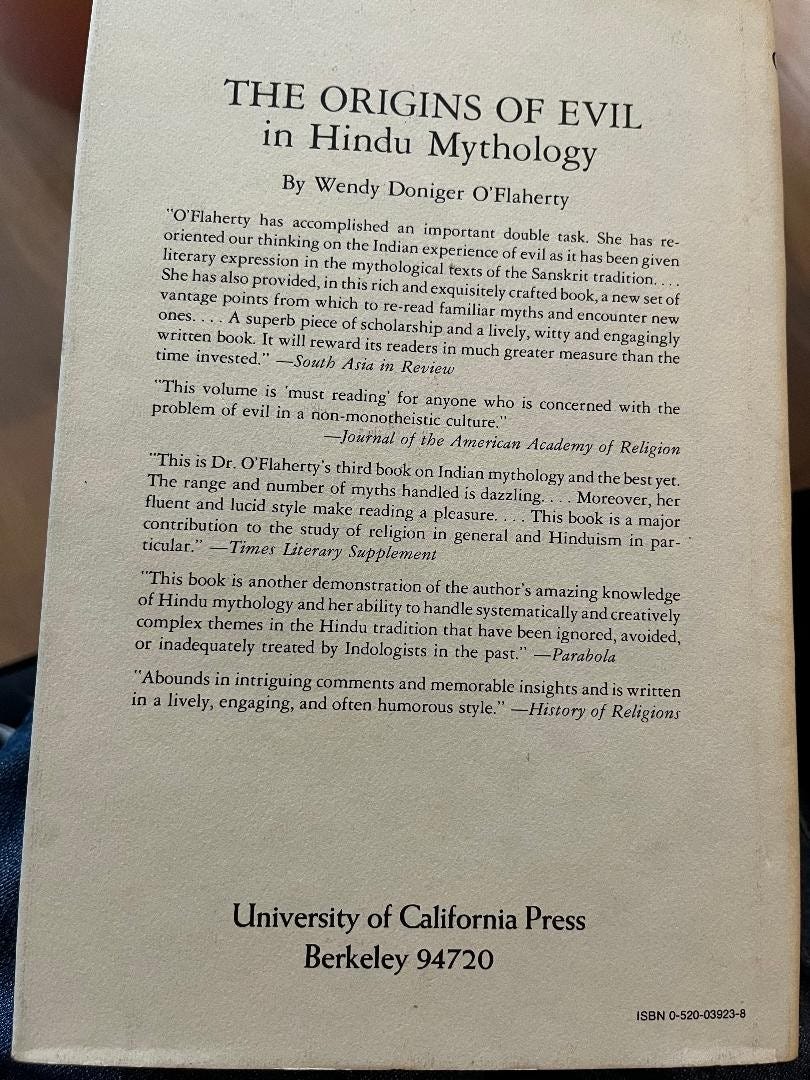 THE ORIGINS OF EVIL
in Hindu Mythology
By Wendy Doniger O'Flaherty
"O'Flaherty has accomplished an important double task. She has re-
oriented our thinking on the Indian experience of evil as it has been given
literary expression in the mythological texts of the Sanskrit tradition....
She has also provided, in this rich and exquisitely crafted book, a new set of
vantage points from which to re-read familiar myths and encounter new
ones.... A superb piece of scholarship and a lively, witty and engagingly
written book. It will reward its readers in much greater measure than the
time invested." —South Asia in Review
"This volume is 'must reading' for anyone who is concerned with the
problem of evil in a non-monotheistic culture."
—Journal of the American Academy of Religion
"This is Dr. O'Flaherty's third book on Indian mythology and the best yet.
The range and number of myths handled is dazzling.... Moreover, her
fluent and lucid style make reading a pleasure.... This book is a major
contribution to the study of religion in general and Hinduism in par-
ticular." —Times Literary Supplement
"This book is another demonstration of the author's amazing knowledge
of Hindu mythology and her ability to handle systematically and creatively
complex themes in the Hindu tradition that have been ignored, avoided,
or inadequately treated by Indologists in the past." —Parabola
"Abounds in intriguing comments and memorable insights and is written
in a lively, engaging, and often humorous style." —History of Religions
University of California Press
Berkeley 94720
ISBN 0-520-03923-8